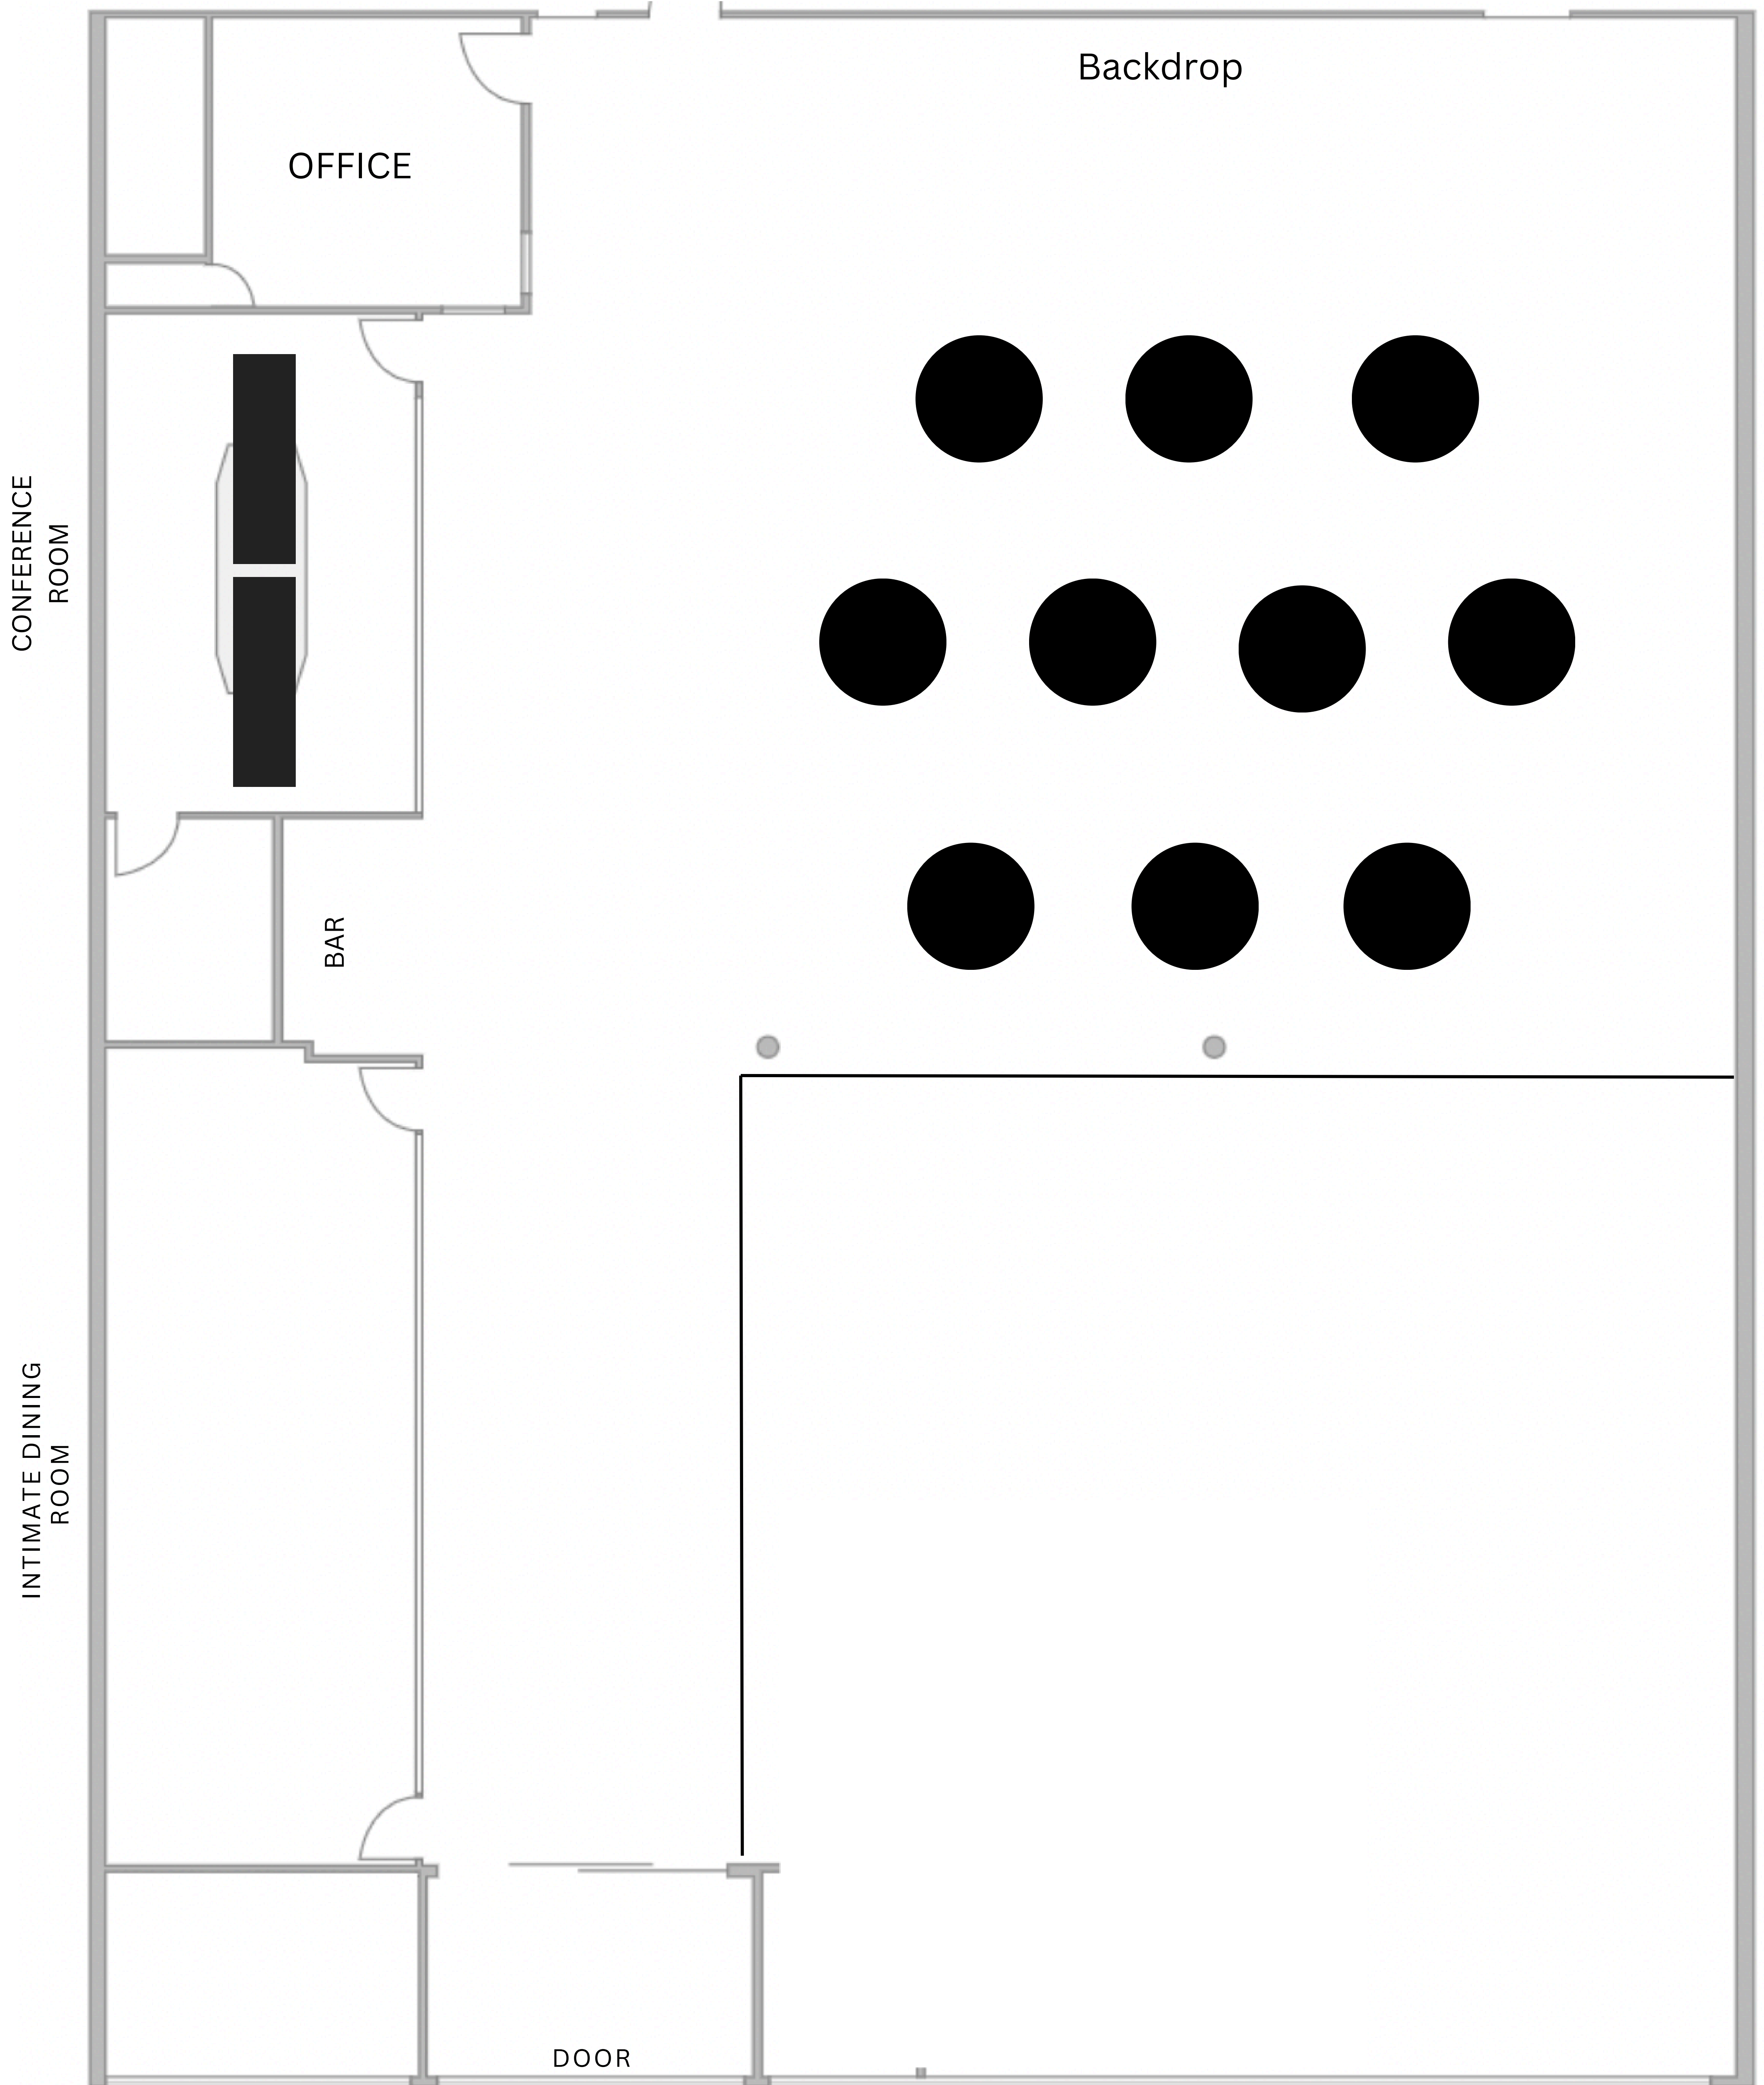 Backdrop
OFFICE
CONFERENCE
ROOM
BAR
INTIMATE DINING
ROOM
DOOR